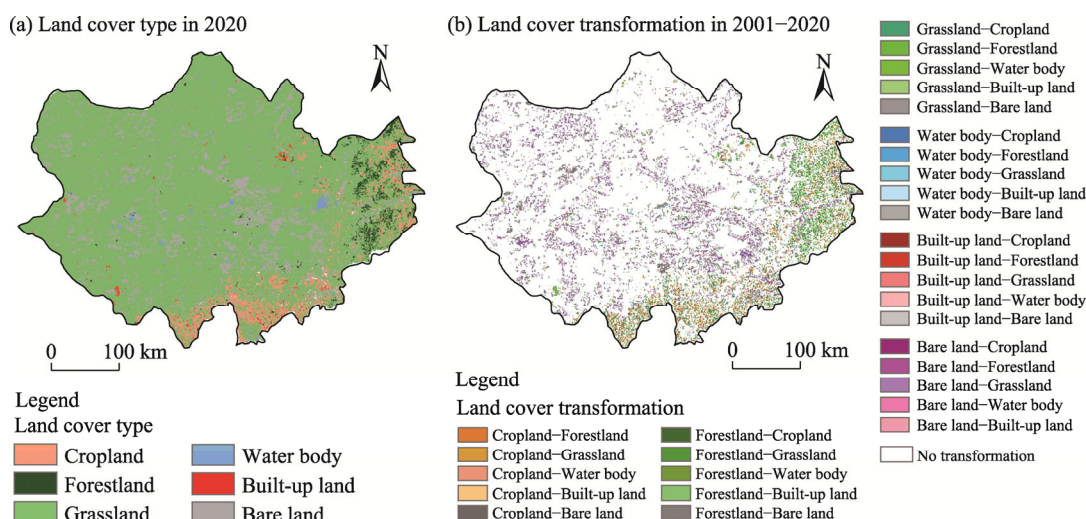 (a) Land cover type in 2020
N
0 100 km
Legend
Land cover type
Cropland
Forestland
Grassland
Water body
Built-up land
Bare land
(b) Land cover transformation in 2001−2020
N
0 100 km
Legend
Land cover transformation
Cropland−Forestland
Cropland−Grassland
Cropland−Water body
Cropland−Built-up land
Cropland−Bare land
Forestland−Cropland
Forestland−Grassland
Forestland−Water body
Forestland−Built-up land
Forestland−Bare land
Grassland−Cropland
Grassland−Forestland
Grassland−Water body
Grassland−Built-up land
Grassland−Bare land
Water body−Cropland
Water body−Forestland
Water body−Grassland
Water body−Built-up land
Water body−Bare land
Built-up land−Cropland
Built-up land−Forestland
Built-up land−Grassland
Built-up land−Water body
Built-up land−Bare land
Bare land−Cropland
Bare land−Forestland
Bare land−Grassland
Bare land−Water body
Bare land−Built-up land
No transformation